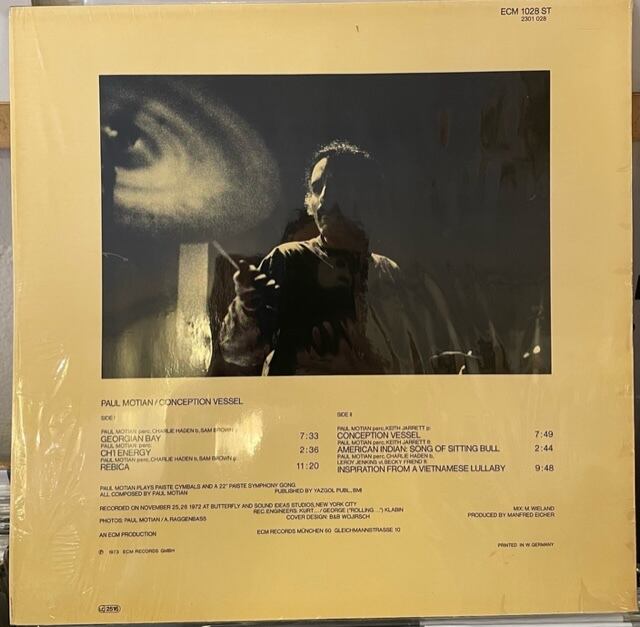 ECM 1028 ST
2301 028
PAUL MOTIAN / CONCEPTION VESSEL
SIDE I
PAUL MOTIAN perc, CHARLIE HADEN b, SAM BROWN
GEORGIAN BAY 7:33
PAUL MOTIAN perc
CH'I ENERGY 2:36
PAUL MOTIAN perc, CHARLIE HADEN b, SAM BROWN g
REBICA 11:20
SIDE II
PAUL MOTIAN perc, KEITH JARRETT p
CONCEPTION VESSEL 7:49
PAUL MOTIAN perc, KEITH JARRETT fl
AMERICAN INDIAN: SONG OF SITTING BULL 2:44
PAUL MOTIAN perc, CHARLIE HADEN b,
LEROY JENKINS vl, BECKY FRIEND fl
INSPIRATION FROM A VIETNAMESE LULLABY 9:48
PAUL MOTIAN PLAYS PAISTE CYMBALS AND A 22" PAISTE SYMPHONY GONG
ALL COMPOSED BY PAUL MOTIAN PUBLISHED BY YAZGOL PUBL., BMI
RECORDED ON NOVEMBER 25, 26 1972 AT BUTTERFLY AND SOUND IDEAS STUDIOS, NEW YORK CITY
REC ENGINEERS: KURT... / GEORGE ("ROLLING...") KLABIN
MIX: M. WIELAND
PHOTOS: PAUL MOTIAN / A. RAGGENBASS COVER DESIGN: B&B WOJIRSCH
PRODUCED BY MANFRED EICHER
AN ECM PRODUCTION ECM RECORDS MÜNCHEN 60 GLEICHMANNSTRASSE 10
℗ 1973 ECM RECORDS GMBH
PRINTED IN W. GERMANY
LC 2516